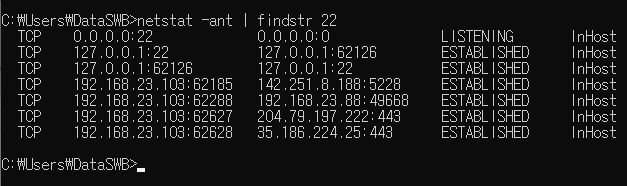 C:₩Users₩DataSWB>netstat -ant | findstr 22
TCP 0.0.0.0:22 0.0.0.0:0 LISTENING InHost
TCP 127.0.0.1:22 127.0.0.1:62126 ESTABLISHED InHost
TCP 127.0.0.1:62126 127.0.0.1:22 ESTABLISHED InHost
TCP 192.168.23.103:62185 142.251.8.188:5228 ESTABLISHED InHost
TCP 192.168.23.103:62288 192.168.23.88:49668 ESTABLISHED InHost
TCP 192.168.23.103:62627 204.79.197.222:443 ESTABLISHED InHost
TCP 192.168.23.103:62628 35.186.224.25:443 ESTABLISHED InHost
C:₩Users₩DataSWB>